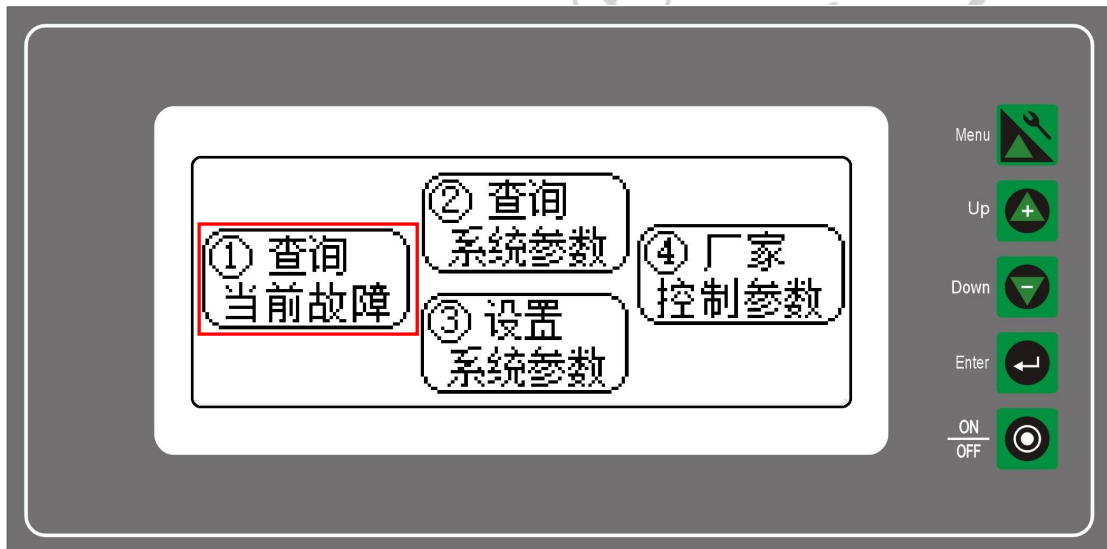 ① 查询
当前故障
② 查询
系统参数
③ 设置
系统参数
④ 厂家
控制参数
Menu
Up
Down
Enter
ON
OFF